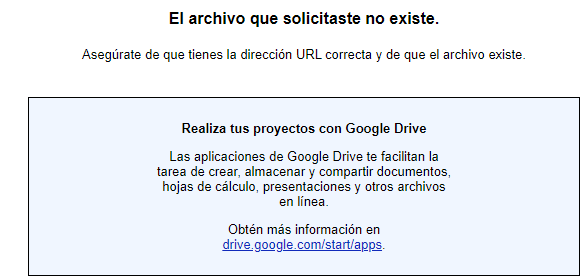 El archivo que solicitaste no existe.
Asegúrate de que tienes la dirección URL correcta y de que el archivo existe.
Realiza tus proyectos con Google Drive
Las aplicaciones de Google Drive te facilitan la
tarea de crear, almacenar y compartir documentos,
hojas de cálculo, presentaciones y otros archivos
en línea.
Obtén más información en
drive.google.com/start/apps.